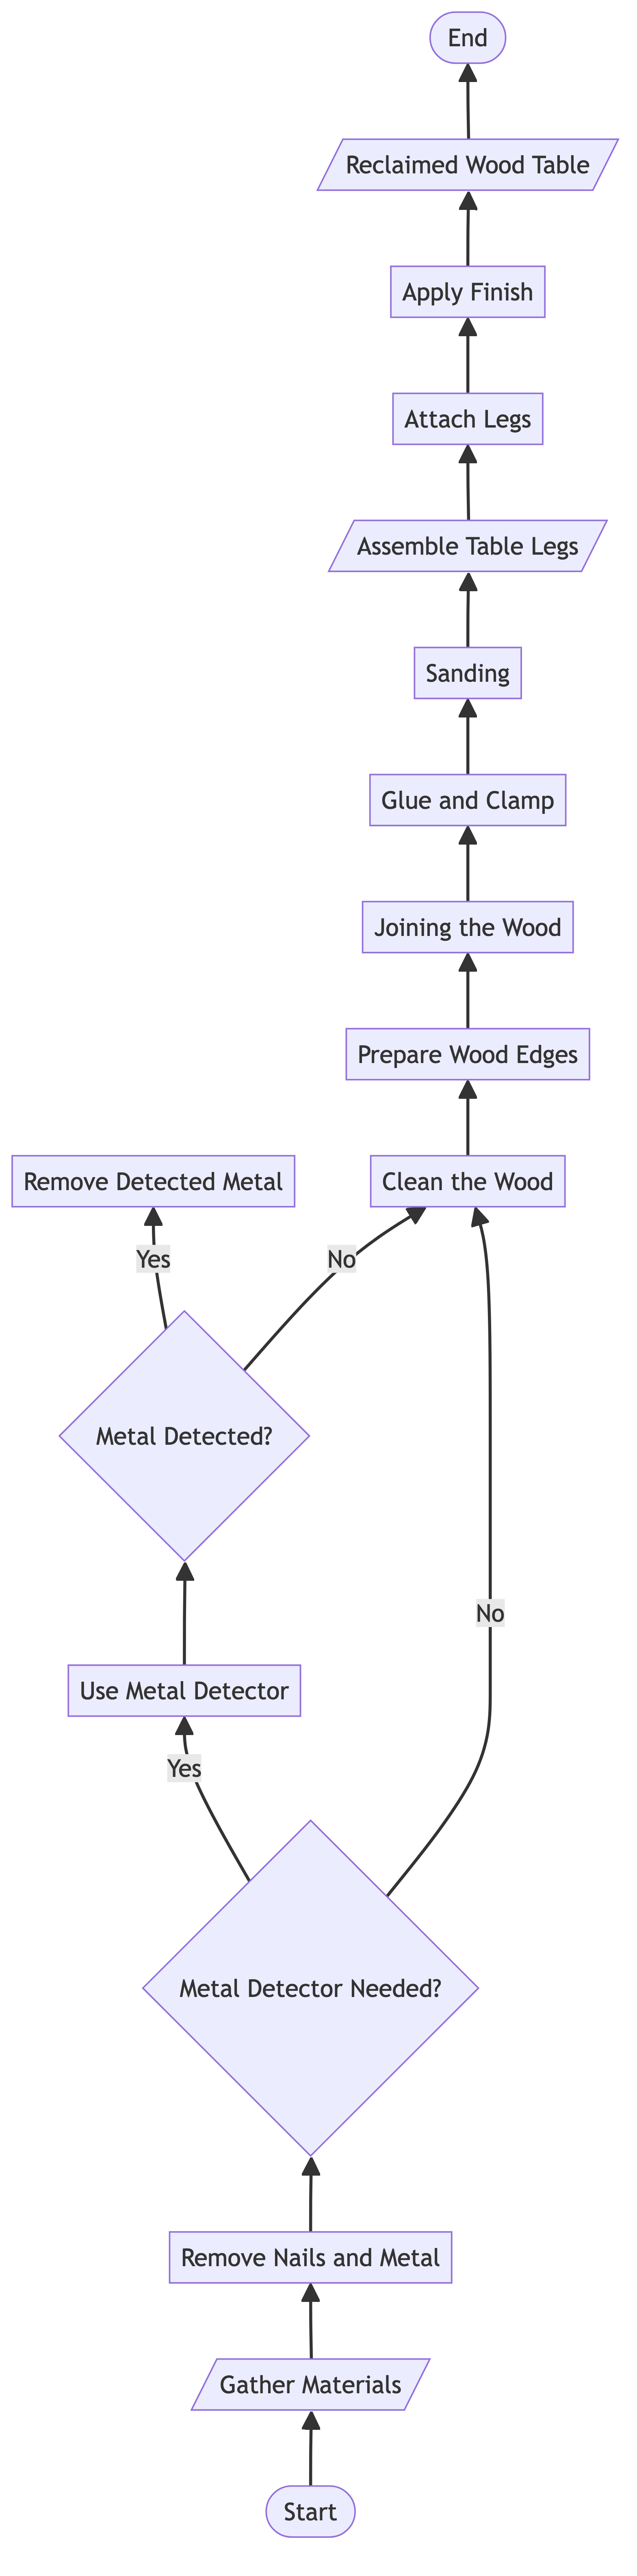 End
Reclaimed Wood Table
Apply Finish
Attach Legs
Assemble Table Legs
Sanding
Glue and Clamp
Joining the Wood
Prepare Wood Edges
Remove Detected Metal
Clean the Wood
Yes
No
Metal Detected?
No
Use Metal Detector
Yes
Metal Detector Needed?
Remove Nails and Metal
Gather Materials
Start